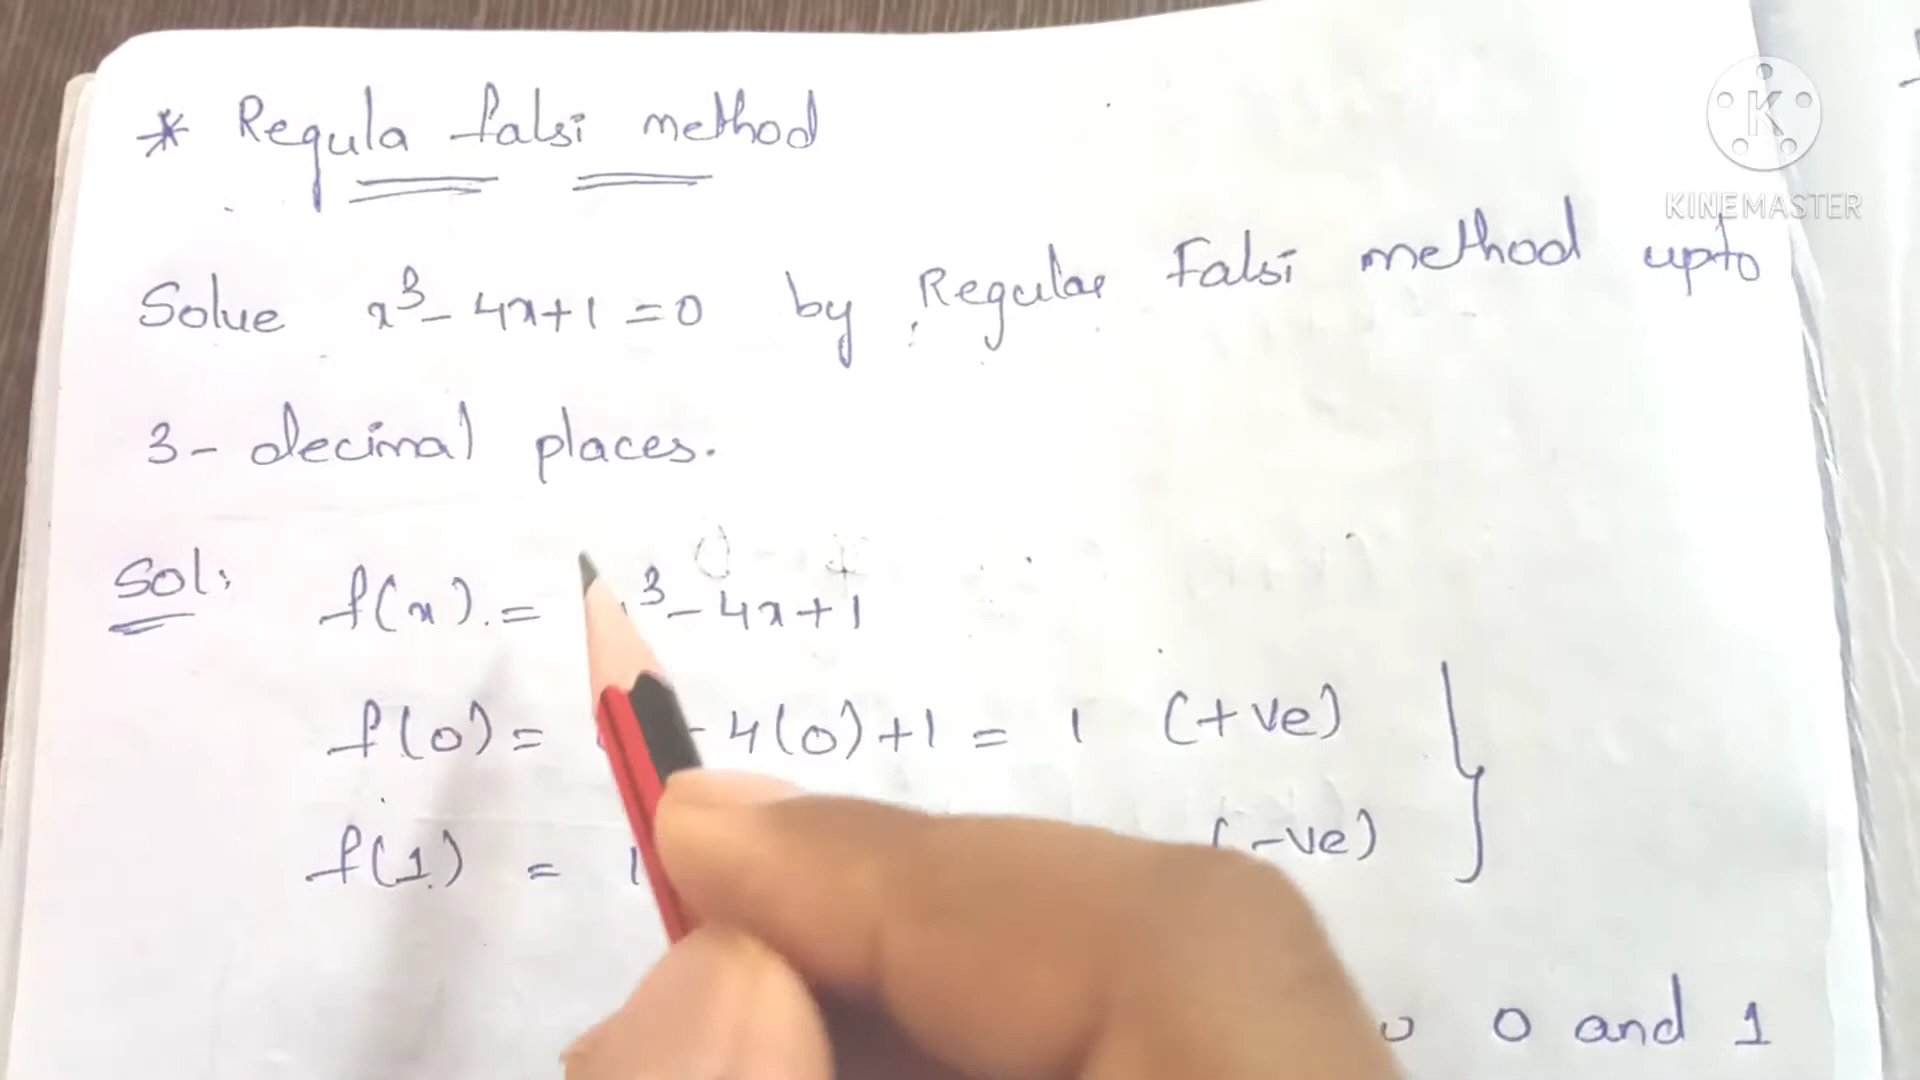 * Regula falsi method
K
KINEMASTER
Solve x³ - 4x + 1 = 0 by Regular Falsi method upto
3 - decimal places.
Sol: f(x) = ³ - 4x + 1
f(0) = - 4(0) + 1 = 1 (+ve)
f(1) = 1 (-ve)
0 and 1